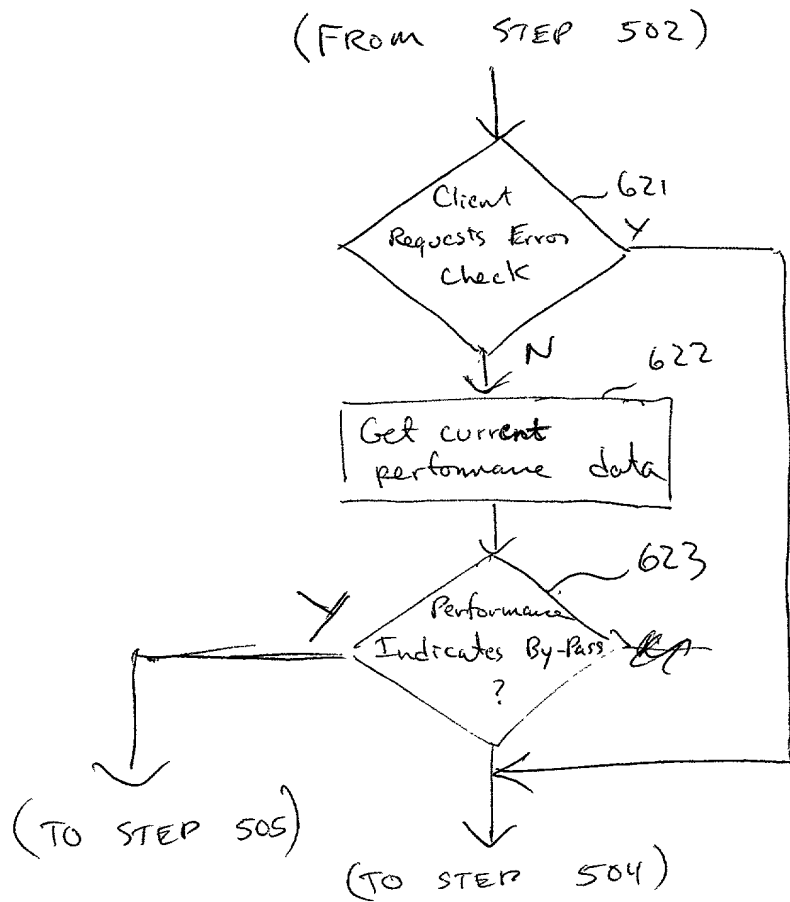 (FROM STEP 502)
621
Client
Requests Error
Check
Y
N
622
Get current
performane data
623
Y
Performance
Indicates By-Pass
?
(TO STEP 505)
(TO STEP 504)